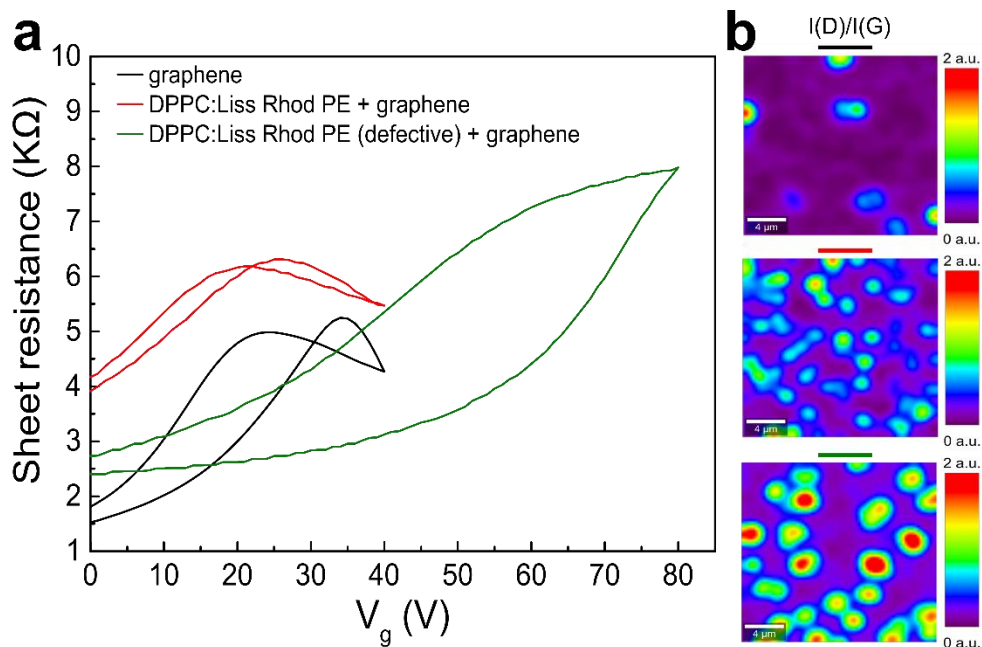 a
10
9
8
7
6
5
4
3
2
1
Sheet resistance (KΩ)
graphene
DPPC:Liss Rhod PE + graphene
DPPC:Liss Rhod PE (defective) + graphene
0 10 20 30 40 50 60 70 80
Vg (V)
b
I(D)/I(G)
2 a.u.
4 µm
0 a.u.
2 a.u.
4 µm
0 a.u.
2 a.u.
4 µm
0 a.u.